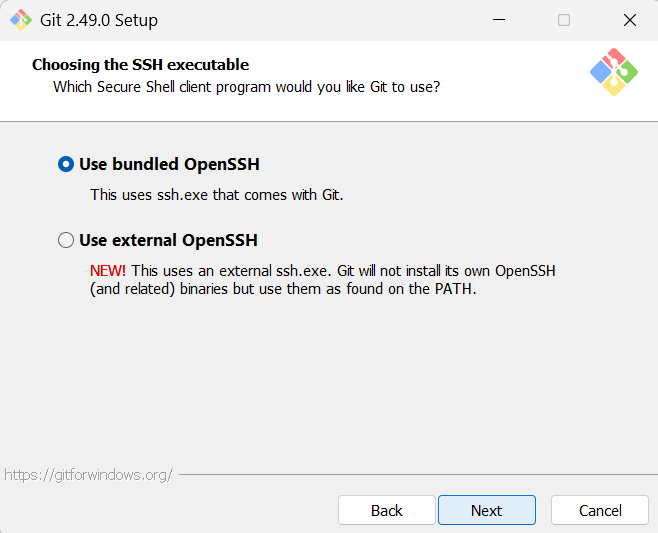 Git 2.49.0 Setup
Choosing the SSH executable
Which Secure Shell client program would you like Git to use?
Use bundled OpenSSH
This uses ssh.exe that comes with Git.
Use external OpenSSH
NEW! This uses an external ssh.exe. Git will not install its own OpenSSH
(and related) binaries but use them as found on the PATH.
https://gitforwindows.org/
Back
Next
Cancel